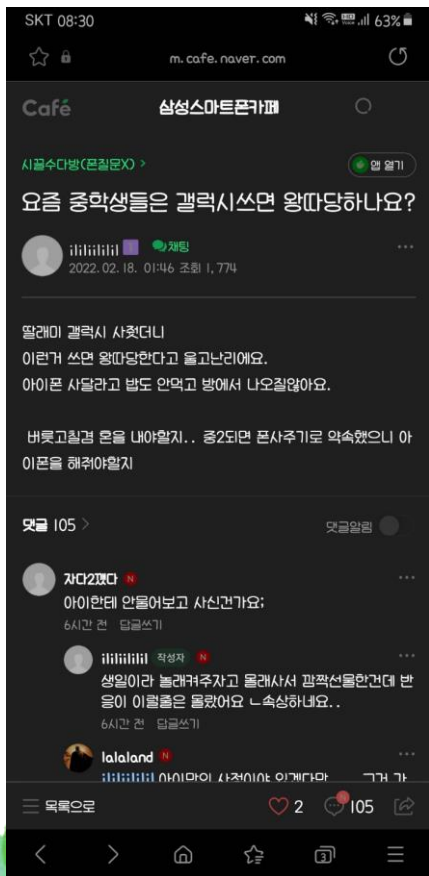 SKT 08:30
63%
m.cafe.naver.com
Café
삼성스마트폰카페
시끌수다방(폰질문X) >
앱 열기
요즘 중학생들은 갤럭시쓰면 왕따당하나요?
ililiilil 1 채팅
2022.02.18. 01:46 조회 1,774
딸래미 갤럭시 사줫더니
이런거 쓰면 왕따당한다고 울고난리에요.
아이폰 사달라고 밥도 안먹고 방에서 나오질않아요.
버릇고칠겸 혼을 내야할지.. 중2되면 폰사주기로 약속했으니 아
이폰을 해줘야할지
댓글 105 >
댓글알림
자다2깼다 N
아이한테 안물어보고 사신건가요;
6시간 전 답글쓰기
ililiilil 작성자 N
생일이라 놀래켜주자고 몰래사서 깜짝선물한건데 반
응이 이럴줄은 몰랐어요 ㄴ속상하네요..
6시간 전 답글쓰기
lalaland N
ililiilil
목록으로
2
105
3